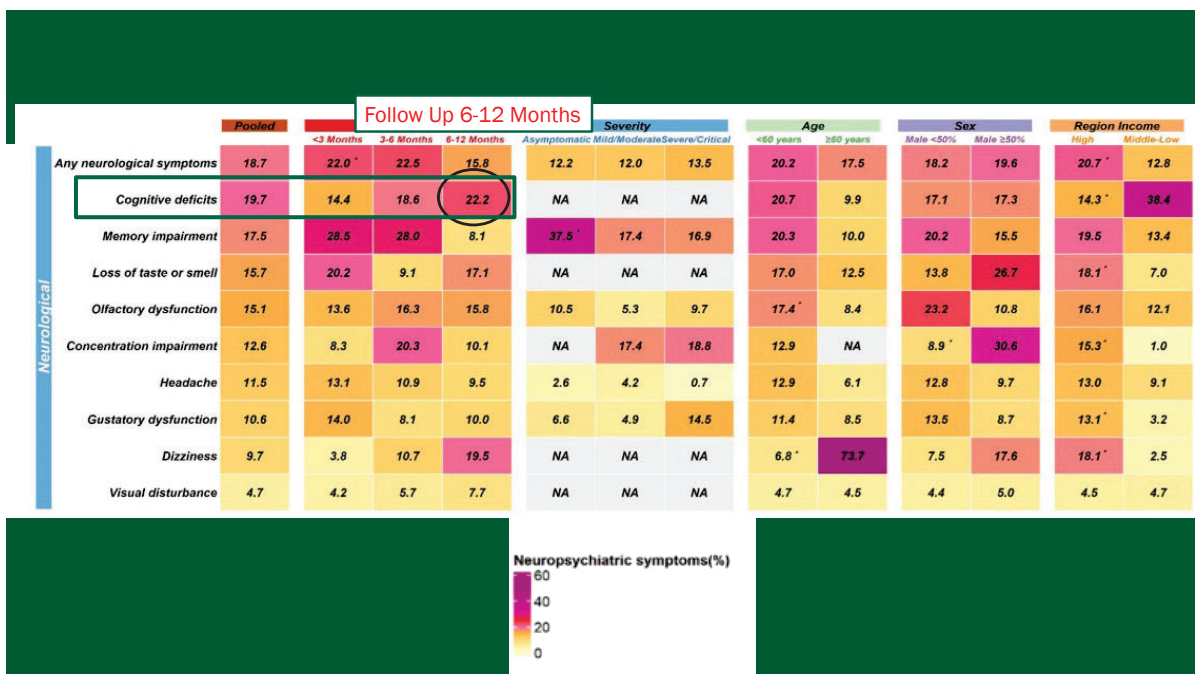 Follow Up 6-12 Months
Pooled Severity Age Sex Region Income
<3 Months 3-6 Months 6-12 Months Asymptomatic Mild/Moderate Severe/Critical <60 years ≥60 years Male <50% Male ≥50% High Middle-Low
Neurological
Any neurological symptoms 18.7 22.0 * 22.5 15.8 12.2 12.0 13.5 20.2 17.5 18.2 19.6 20.7 * 12.8
Cognitive deficits 19.7 14.4 18.6 22.2 NA NA NA 20.7 9.9 17.1 17.3 14.3 * 38.4
Memory impairment 17.5 28.5 28.0 8.1 37.5 * 17.4 16.9 20.3 10.0 20.2 15.5 19.5 13.4
Loss of taste or smell 15.7 20.2 9.1 17.1 NA NA NA 17.0 12.5 13.8 26.7 18.1 * 7.0
Olfactory dysfunction 15.1 13.6 16.3 15.8 10.5 5.3 9.7 17.4 * 8.4 23.2 10.8 16.1 12.1
Concentration impairment 12.6 8.3 20.3 10.1 NA 17.4 18.8 12.9 NA 8.9 * 30.6 15.3 * 1.0
Headache 11.5 13.1 10.9 9.5 2.6 4.2 0.7 12.9 6.1 12.8 9.7 13.0 9.1
Gustatory dysfunction 10.6 14.0 8.1 10.0 6.6 4.9 14.5 11.4 8.5 13.5 8.7 13.1 * 3.2
Dizziness 9.7 3.8 10.7 19.5 NA NA NA 6.8 * 73.7 7.5 17.6 18.1 * 2.5
Visual disturbance 4.7 4.2 5.7 7.7 NA NA NA 4.7 4.5 4.4 5.0 4.5 4.7
Neuropsychiatric symptoms(%)
60
40
20
0